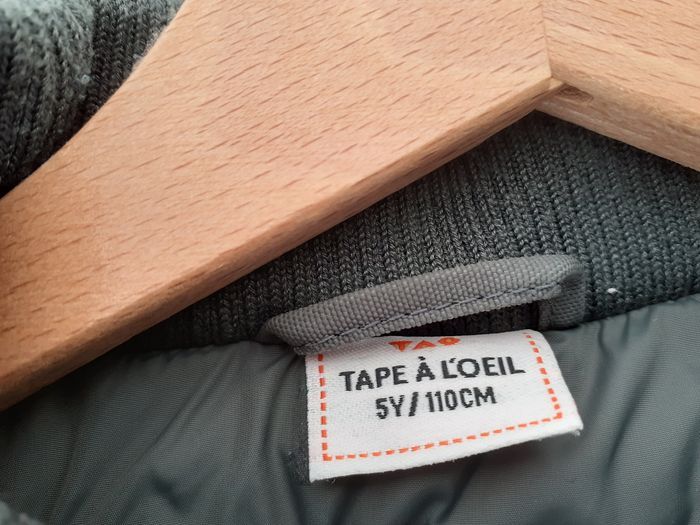 TAO
TAPE À L'OEIL
5Y/110CM